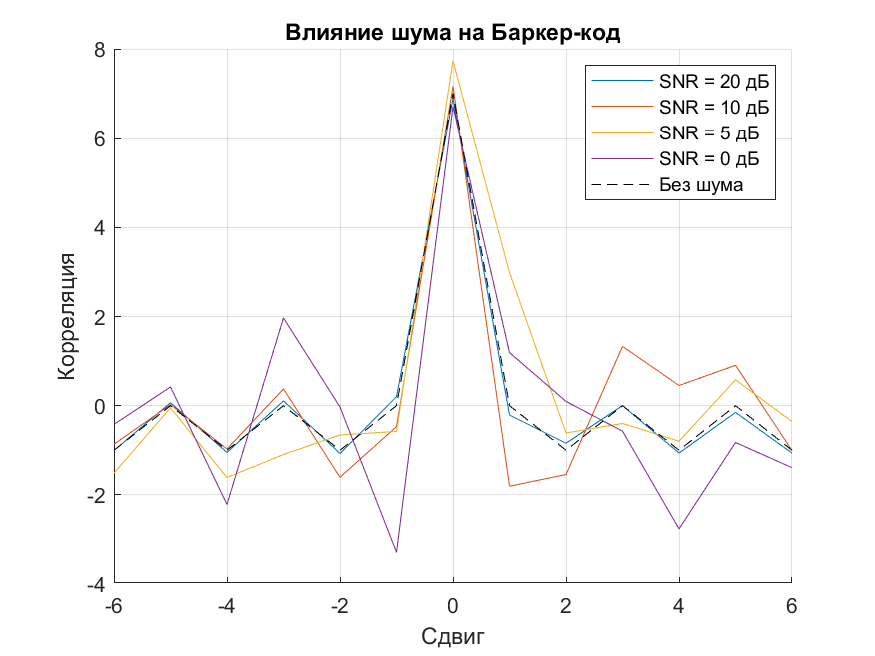 Влияние шума на Баркер-код
8
6
4
2
0
-2
-4
Корреляция
SNR = 20 дБ
SNR = 10 дБ
SNR = 5 дБ
SNR = 0 дБ
Без шума
-6 -4 -2 0 2 4 6
Сдвиг